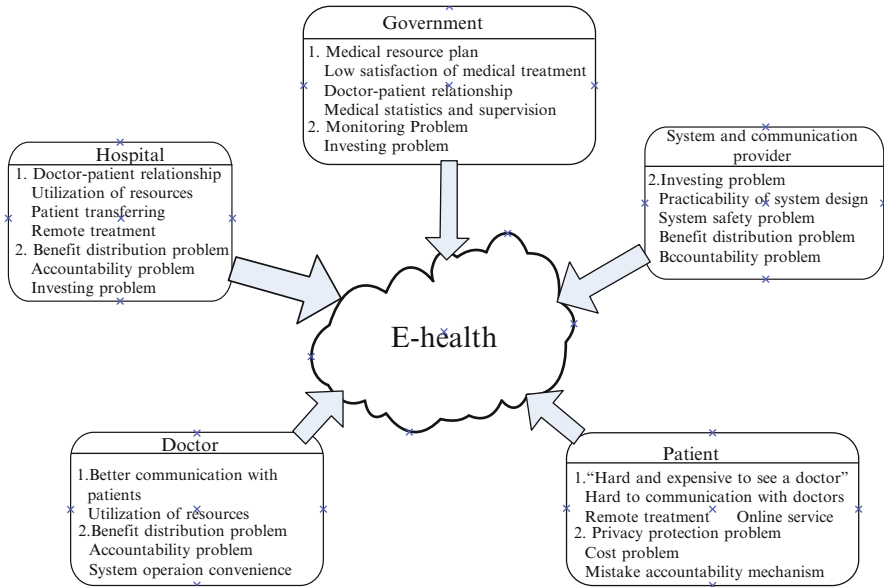 Government
1. Medical resource plan
Low satisfaction of medical treatment
Doctor-patient relationship
Medical statistics and supervision
2. Monitoring Problem
Investing problem
Hospital
1. Doctor-patient relationship
Utilization of resources
Patient transferring
Remote treatment
2. Benefit distribution problem
Accountability problem
Investing problem
System and communication
provider
2.Investing problem
Practicability of system design
System safety problem
Benefit distribution problem
Bccountability problem
E-health
Doctor
1.Better communication with
patients
Utilization of resources
2.Benefit distribution problem
Accountability problem
System operaion convenience
Patient
1.“Hard and expensive to see a doctor”
Hard to communication with doctors
Remote treatment Online service
2. Privacy protection problem
Cost problem
Mistake accountability mechanism